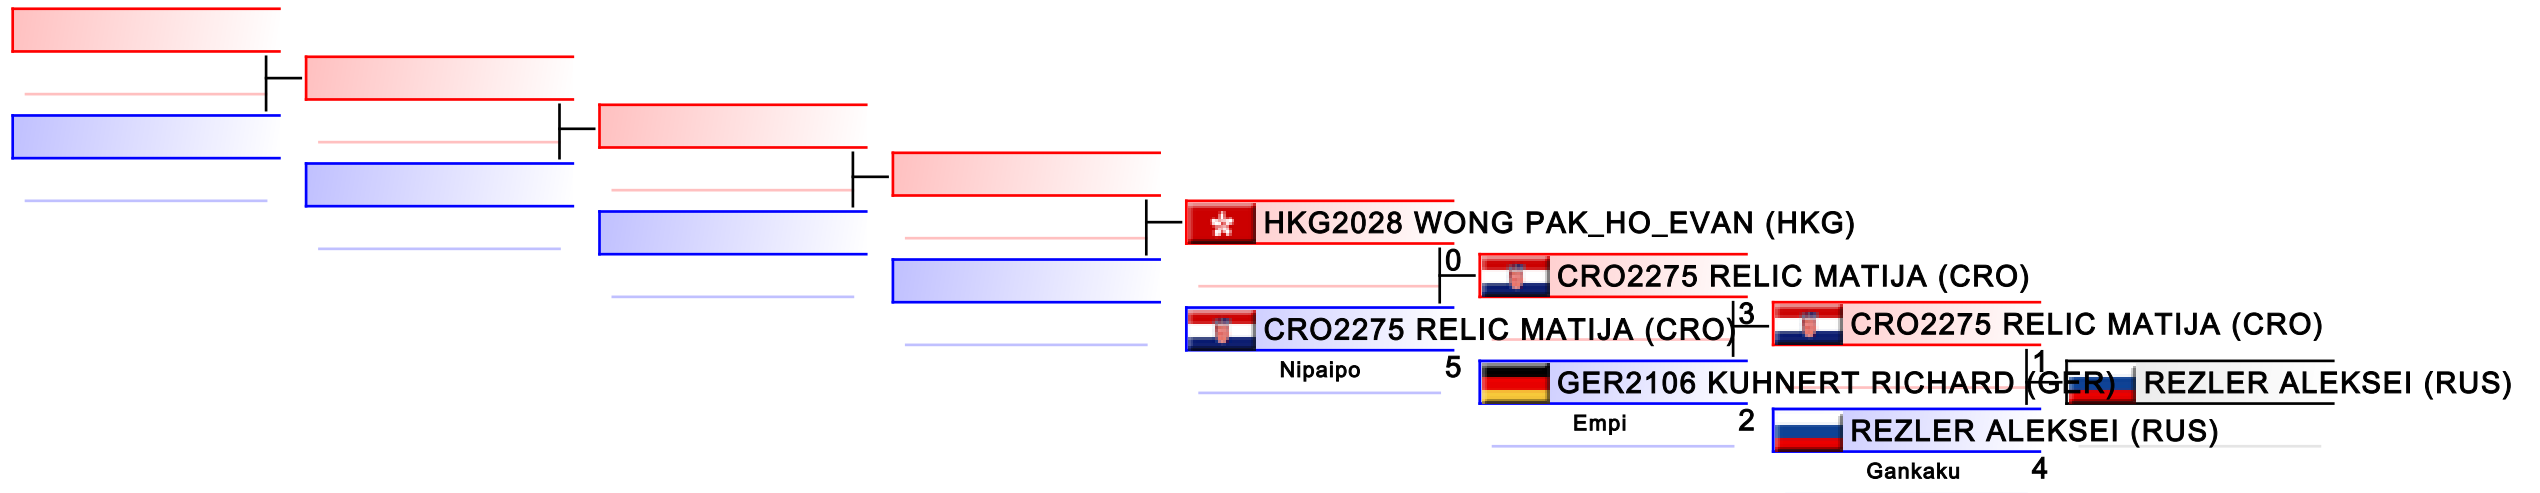 HKG2028 WONG PAK_HO_EVAN (HKG)
0
CRO2275 RELIC MATIJA (CRO)
CRO2275 RELIC MATIJA (CRO)
Nipaipo
5
3
CRO2275 RELIC MATIJA (CRO)
GER2106 KUHNERT RICHARD (GER)
Empi
2
1
REZLER ALEKSEI (RUS)
REZLER ALEKSEI (RUS)
Gankaku
4